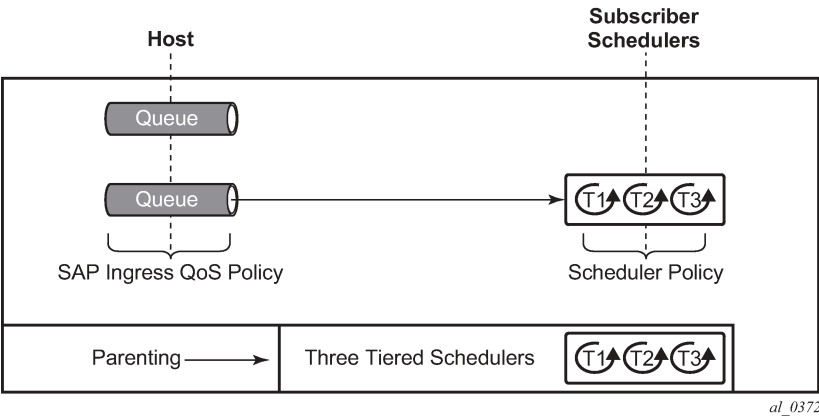 Host
Subscriber
Schedulers
Queue
Queue
T1 T2 T3
SAP Ingress QoS Policy
Scheduler Policy
Parenting
Three Tiered Schedulers
T1 T2 T3
al_0372